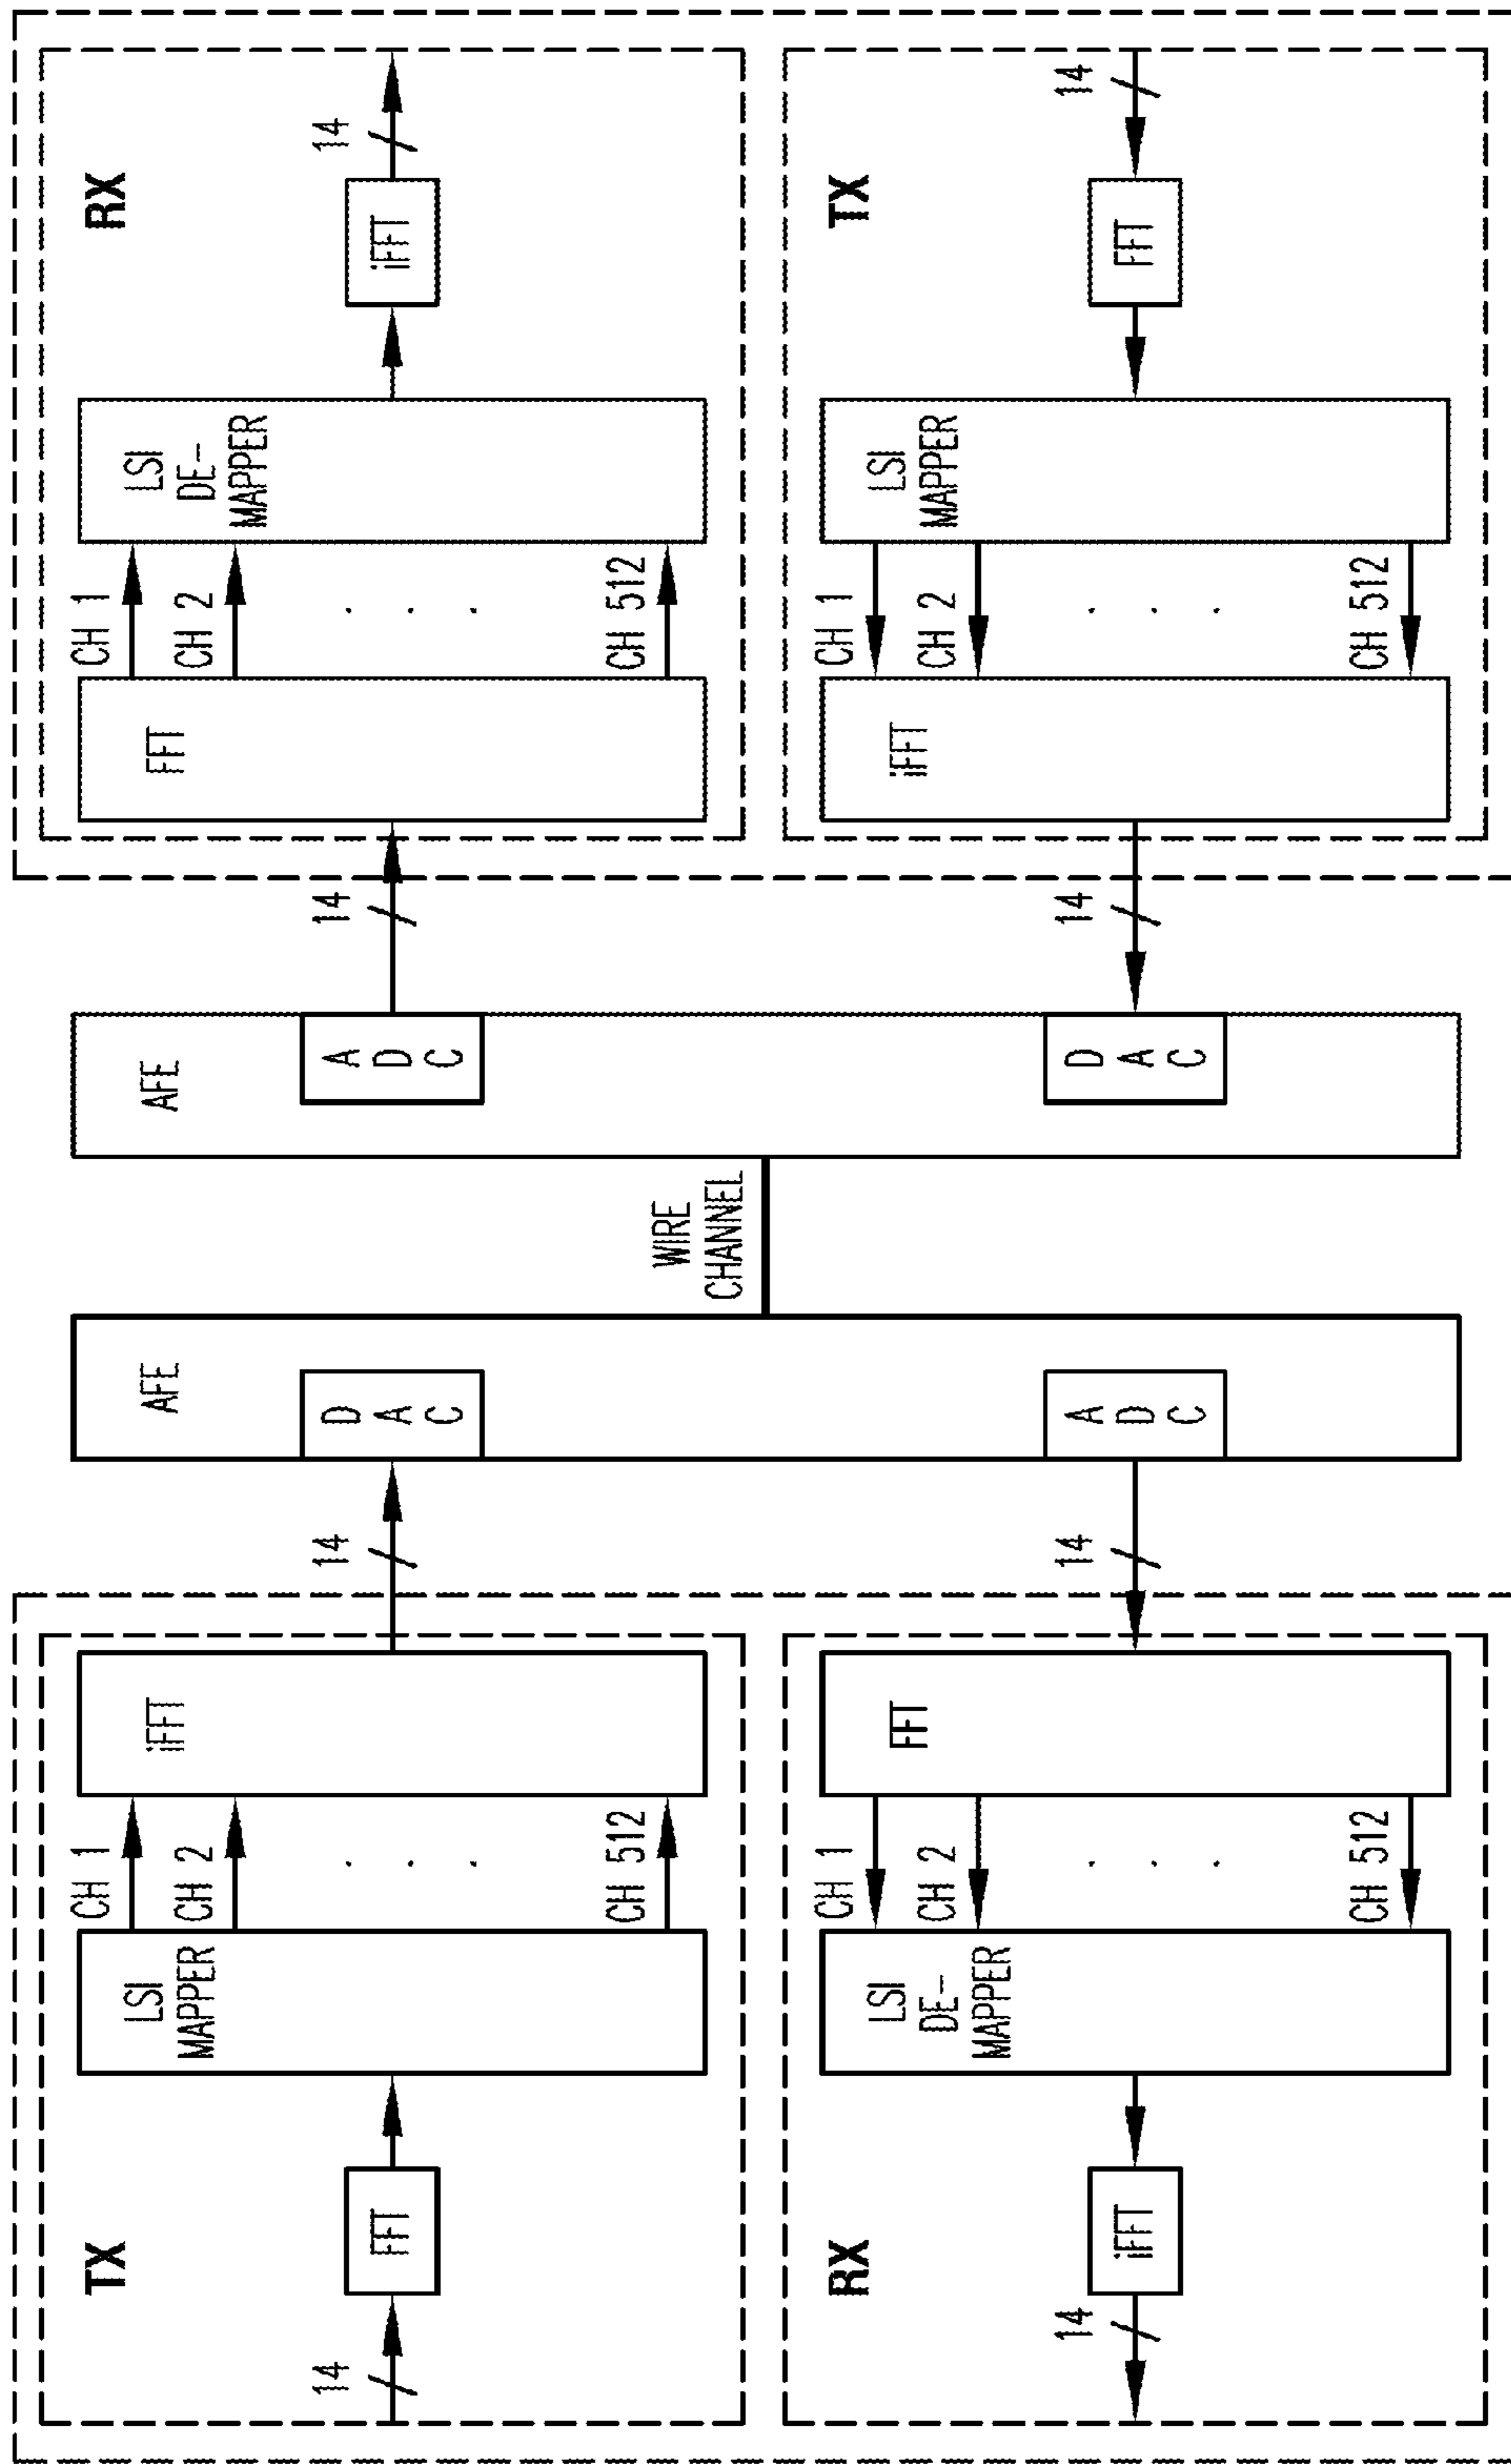 TX
14
FFT
LSI
MAPPER
CH 1
CH 2
. . .
CH 512
iFFT
14
AFE
D
A
C
WIRE
CHANNEL
AFE
A
D
C
14
FFT
CH 1
CH 2
. . .
CH 512
LSI
DE-
MAPPER
iFFT
14
RX
RX
14
iFFT
LSI
DE-
MAPPER
CH 1
CH 2
. . .
CH 512
FFT
14
A
D
C
D
A
C
14
iFFT
CH 1
CH 2
. . .
CH 512
LSI
MAPPER
FFT
14
TX